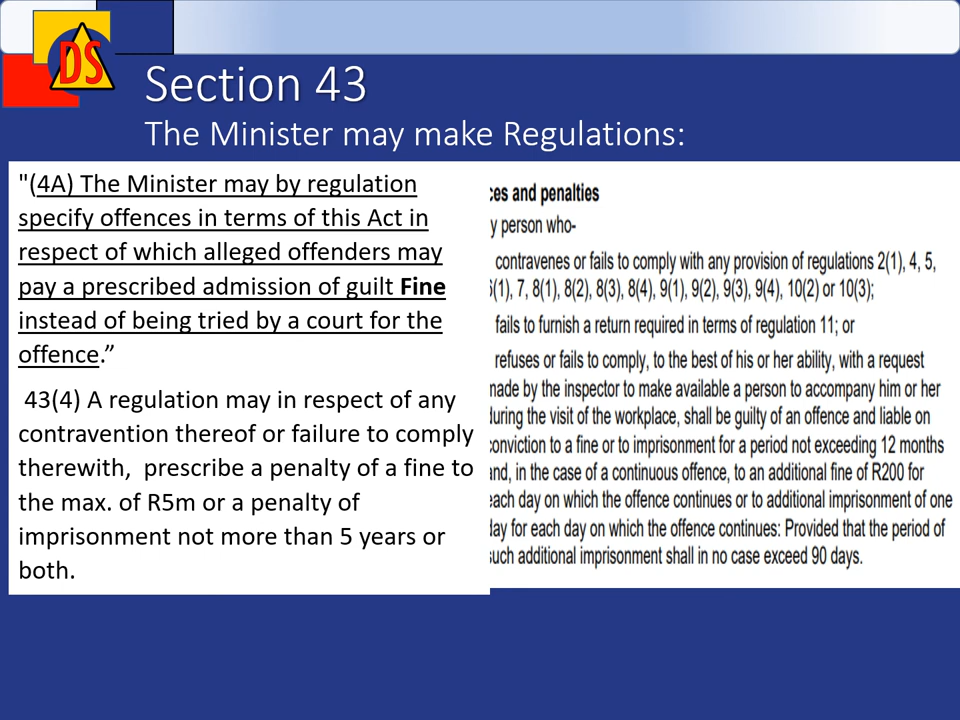 DS
Section 43
The Minister may make Regulations:
"(4A) The Minister may by regulation
specify offences in terms of this Act in
respect of which alleged offenders may
pay a prescribed admission of guilt Fine
instead of being tried by a court for the
offence.”
43(4) A regulation may in respect of any
contravention thereof or failure to comply
therewith, prescribe a penalty of a fine to
the max. of R5m or a penalty of
imprisonment not more than 5 years or
both.
ces and penalties
y person who-
contravenes or fails to comply with any provision of regulations 2(1), 4, 5,
6(1), 7, 8(1), 8(2), 8(3), 8(4), 9(1), 9(2), 9(3), 9(4), 10(2) or 10(3);
fails to furnish a return required in terms of regulation 11; or
refuses or fails to comply, to the best of his or her ability, with a request
made by the inspector to make available a person to accompany him or her
during the visit of the workplace, shall be guilty of an offence and liable on
conviction to a fine or to imprisonment for a period not exceeding 12 months
and, in the case of a continuous offence, to an additional fine of R200 for
each day on which the offence continues or to additional imprisonment of one
day for each day on which the offence continues: Provided that the period of
such additional imprisonment shall in no case exceed 90 days.